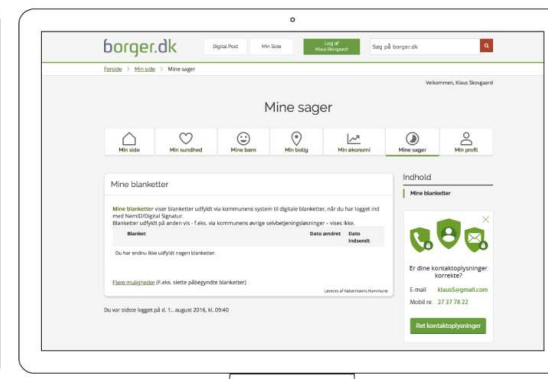 borger.dk
Digital Post
Min Side
Log af
Klaus Skovgaard
Søg på borger.dk
Forside > Min side > Mine sager
Velkommen, Klaus Skovgaard
Mine sager
Min side
Min sundhed
Mine børn
Min bolig
Min økonomi
Mine sager
Min profil
Mine blanketter
Mine blanketter viser blanketter udfyldt via kommunens system til digitale blanketter, når du har logget ind
med NemID/Digital Signatur.
Blanketter udfyldt på anden vis - f.eks. via kommunens øvrige selvbetjeningsløsninger - vises ikke.
Blanket
Dato ændret
Dato
indsendt
Du har endnu ikke udfyldt nogen blanketter.
Flere muligheder (F.eks. slette påbegyndte blanketter)
Leveret af Københavns Kommune
Du var sidste logget på d. 1.. august 2016, kl. 09:40
Indhold
Mine blanketter
Er dine
kontaktoplysninger
korrekte?
E-mail
Mobil nr. 27 37 78 22
Ret kontaktoplysninger